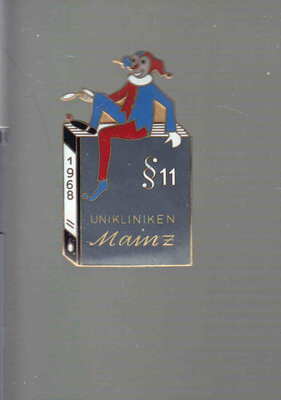 1968
§ 11
UNIKLINIKEN
Mainz